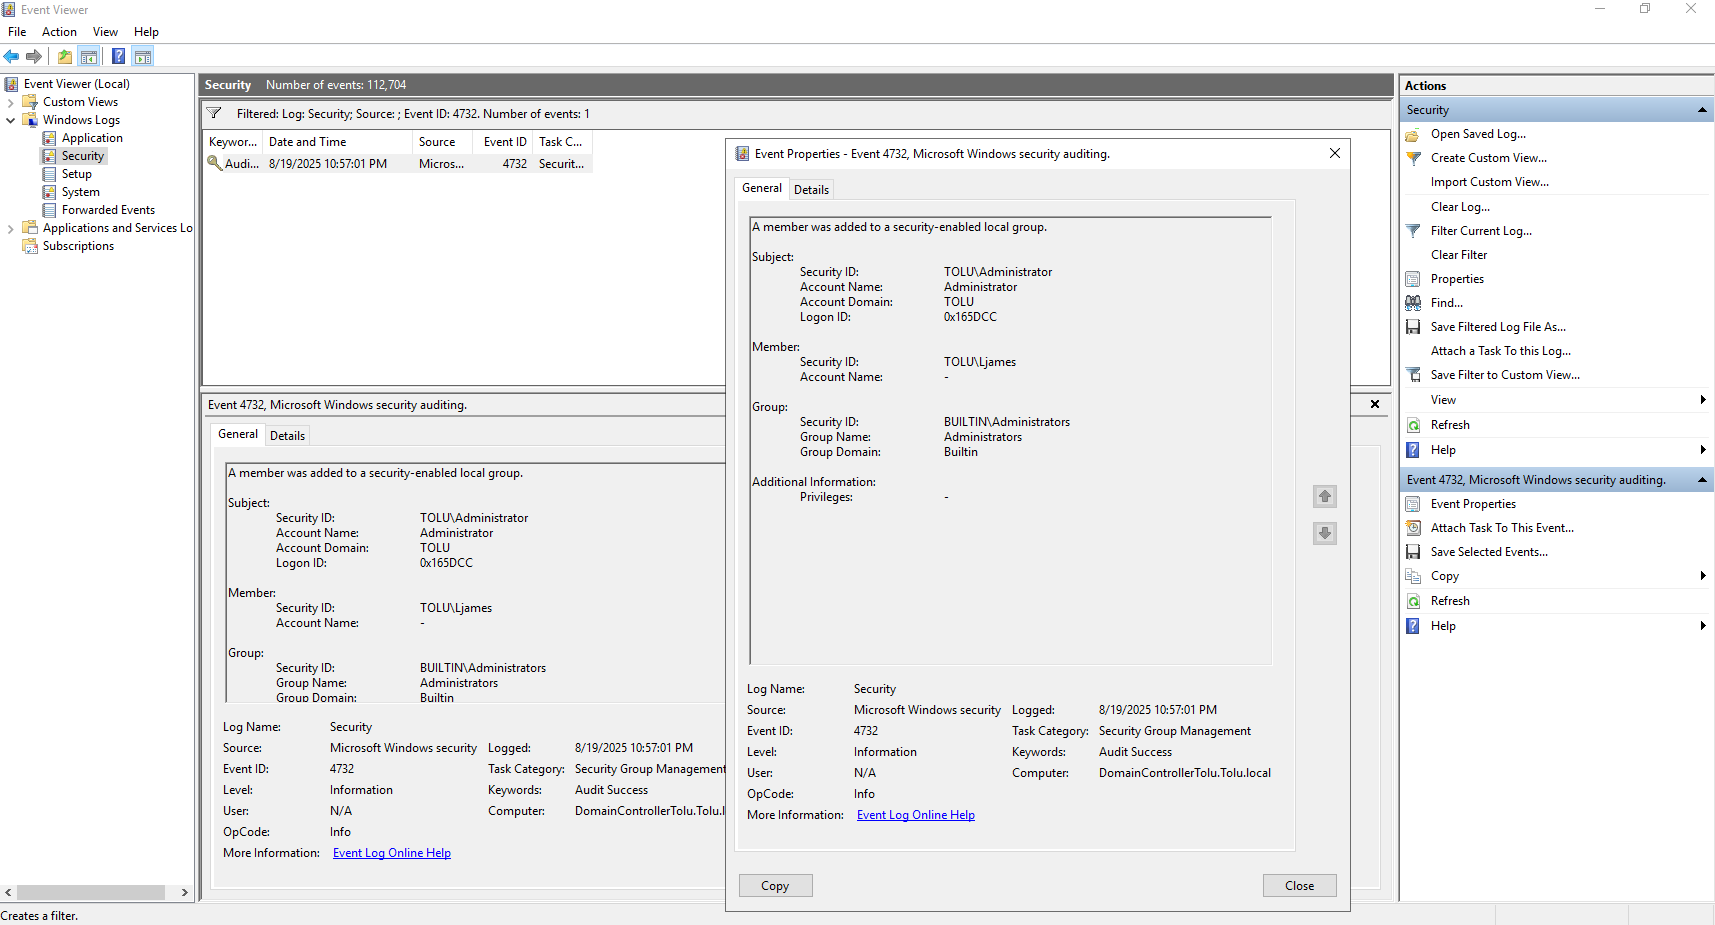 Event Viewer
File Action View Help
Event Viewer (Local)
Custom Views
Windows Logs
Application
Security
Setup
System
Forwarded Events
Applications and Services Lo
Subscriptions
Security Number of events: 112,704
Filtered: Log: Security; Source: ; Event ID: 4732. Number of events: 1
Keywor... Date and Time Source Event ID Task C...
Audi... 8/19/2025 10:57:01 PM Micros... 4732 Securit...
Event 4732, Microsoft Windows security auditing.
General Details
A member was added to a security-enabled local group.
Subject:
Security ID: TOLU\Administrator
Account Name: Administrator
Account Domain: TOLU
Logon ID: 0x165DCC
Member:
Security ID: TOLU\Ljames
Account Name: -
Group:
Security ID: BUILTIN\Administrators
Group Name: Administrators
Group Domain: Builtin
Log Name: Security
Source: Microsoft Windows security Logged: 8/19/2025 10:57:01 PM
Event ID: 4732 Task Category: Security Group Management
Level: Information Keywords: Audit Success
User: N/A Computer: DomainControllerTolu.Tolu.l
OpCode: Info
More Information: Event Log Online Help
Event Properties - Event 4732, Microsoft Windows security auditing.
General Details
A member was added to a security-enabled local group.
Subject:
Security ID: TOLU\Administrator
Account Name: Administrator
Account Domain: TOLU
Logon ID: 0x165DCC
Member:
Security ID: TOLU\Ljames
Account Name: -
Group:
Security ID: BUILTIN\Administrators
Group Name: Administrators
Group Domain: Builtin
Additional Information:
Privileges: -
Log Name: Security
Source: Microsoft Windows security Logged: 8/19/2025 10:57:01 PM
Event ID: 4732 Task Category: Security Group Management
Level: Information Keywords: Audit Success
User: N/A Computer: DomainControllerTolu.Tolu.local
OpCode: Info
More Information: Event Log Online Help
Copy Close
Actions
Security
Open Saved Log...
Create Custom View...
Import Custom View...
Clear Log...
Filter Current Log...
Clear Filter
Properties
Find...
Save Filtered Log File As...
Attach a Task To this Log...
Save Filter to Custom View...
View
Refresh
Help
Event 4732, Microsoft Windows security auditing.
Event Properties
Attach Task To This Event...
Save Selected Events...
Copy
Refresh
Help
Creates a filter.